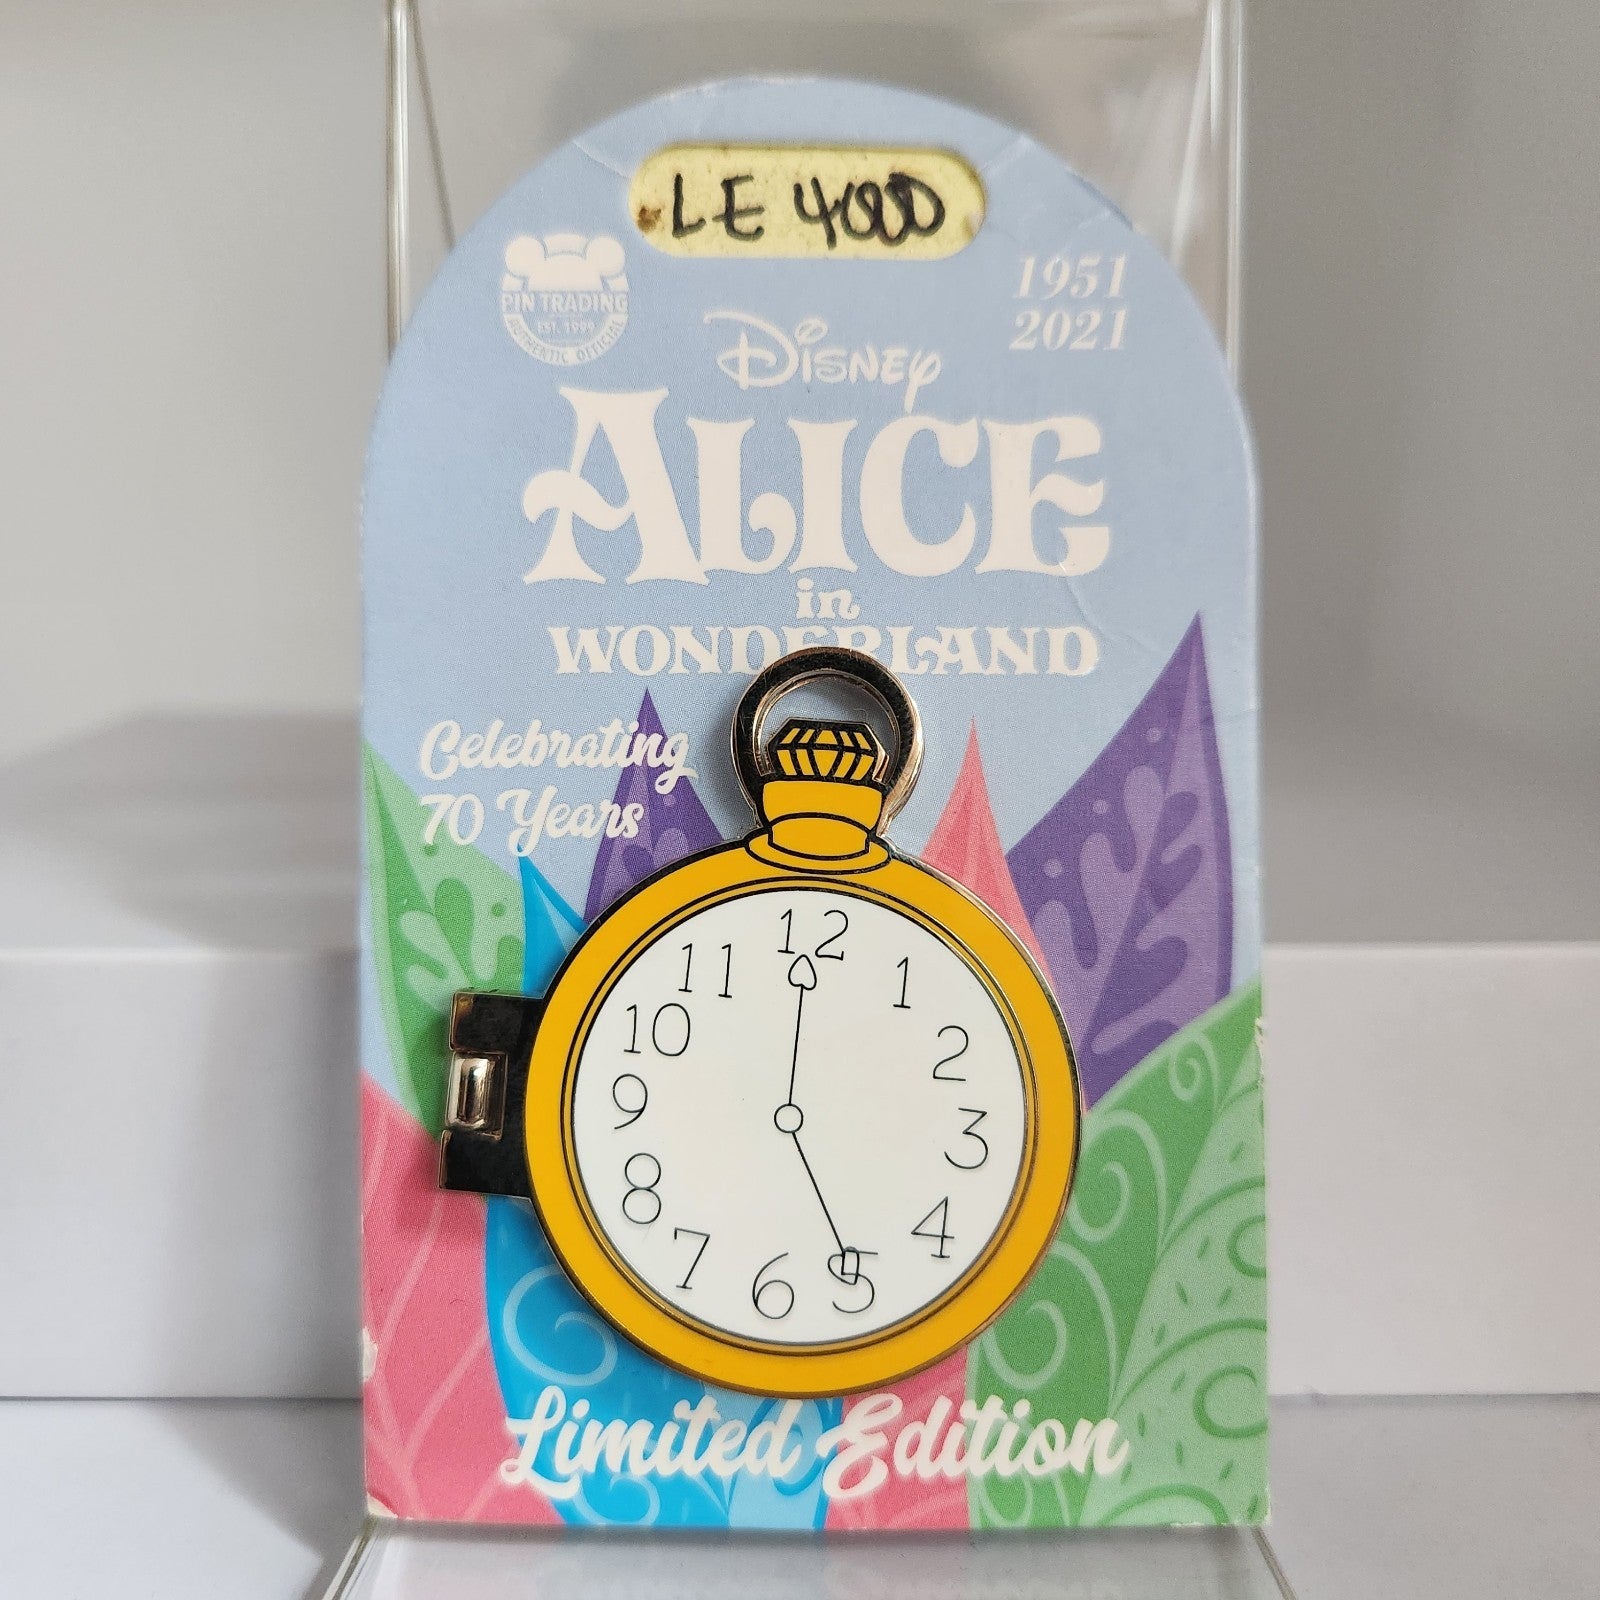 LE 4000
PIN TRADING
EST. 1999
AUTHENTIC OFFICIAL
1951
2021
Disney
ALICE
in
WONDERLAND
Celebrating
70 Years
12
11
1
10
2
9
3
8
4
7
6
5
Limited Edition